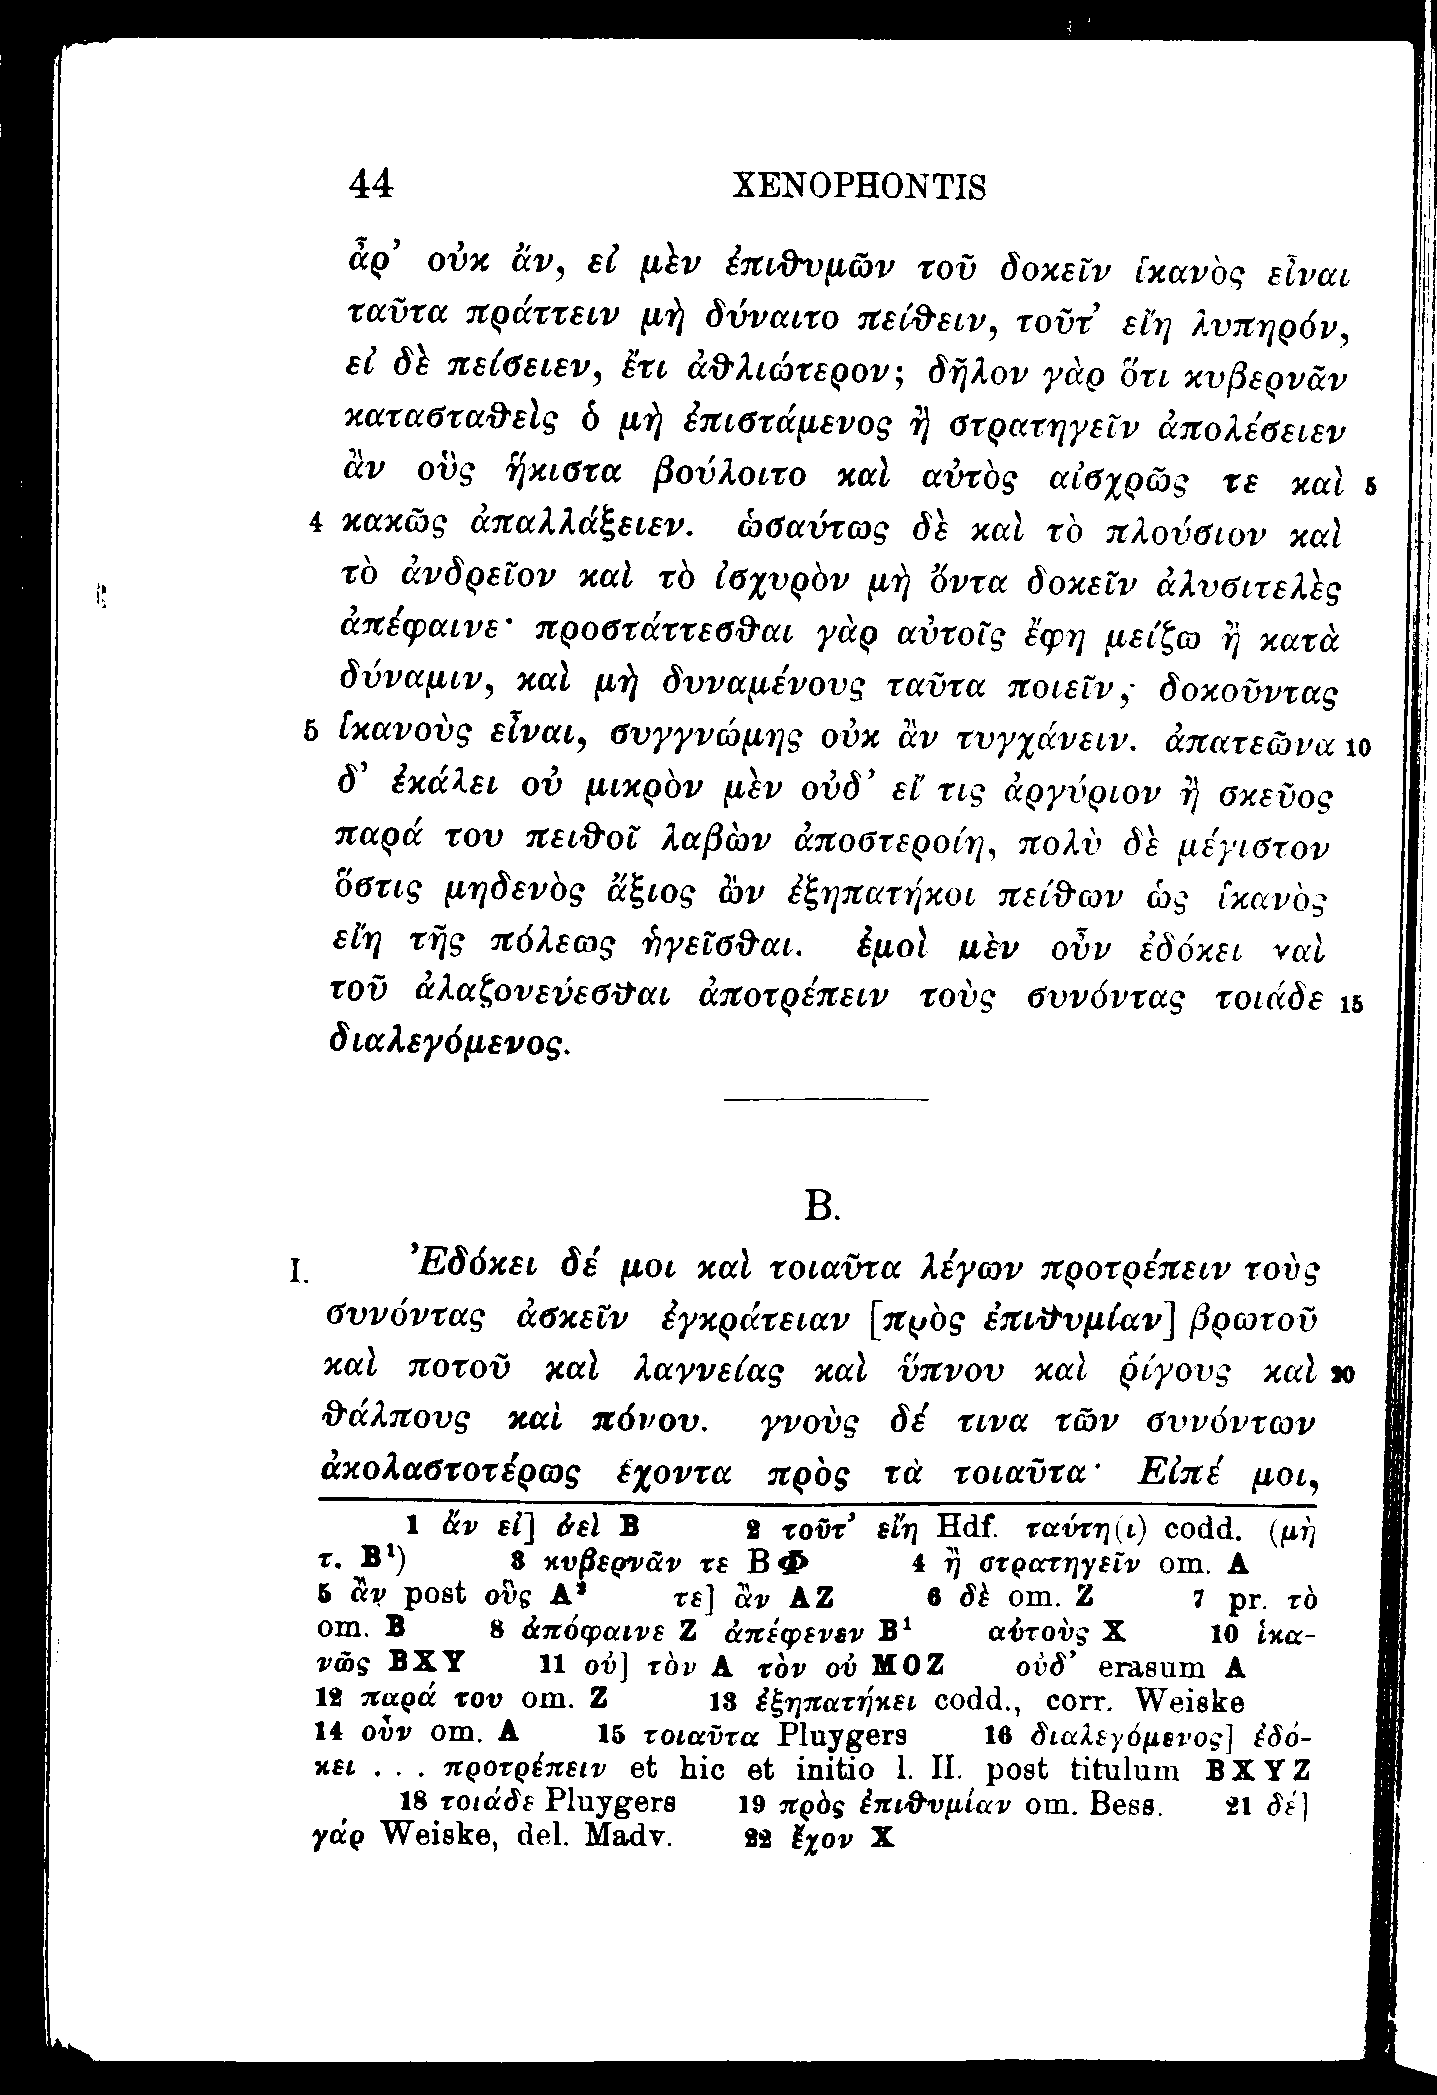 44 XENOPHONTIS
ἆρ’ οὐκ ἄν, εἰ μὲν ἐπιθυμῶν τοῦ δοκεῖν ἱκανὸς εἶναι
ταῦτα πράττειν μὴ δύναιτο πείθειν, τοῦτ’ εἴη λυπηρόν,
εἰ δὲ πείσειεν, ἔτι ἀθλιώτερον; δῆλον γὰρ ὅτι κυβερνᾶν
κατασταθεὶς ὁ μὴ ἐπιστάμενος ἢ στρατηγεῖν ἀπολέσειεν
ἂν οὓς ἥκιστα βούλοιτο καὶ αὐτὸς αἰσχρῶς τε καὶ 5
4 κακῶς ἀπαλλάξειεν. ὡσαύτως δὲ καὶ τὸ πλούσιον καὶ
τὸ ἀνδρεῖον καὶ τὸ ἰσχυρὸν μὴ ὄντα δοκεῖν ἀλυσιτελὲς
ἀπέφαινε· προστάττεσθαι γὰρ αὐτοῖς ἔφη μείζω ἢ κατὰ
δύναμιν, καὶ μὴ δυναμένους ταῦτα ποιεῖν, δοκοῦντας
5 ἱκανοὺς εἶναι, συγγνώμης οὐκ ἂν τυγχάνειν. ἀπατεῶνα 10
δ’ ἐκάλει οὐ μικρὸν μὲν οὐδ’ εἴ τις ἀργύριον ἢ σκεῦος
παρά του πειθοῖ λαβὼν ἀποστεροίη, πολὺ δὲ μέγιστον
ὅστις μηδενὸς ἄξιος ὢν ἐξηπατήκοι πείθων ὡς ἱκανὸς
εἴη τῆς πόλεως ἡγεῖσθαι. ἐμοὶ μὲν οὖν ἐδόκει καὶ
τοῦ ἀλαζονεύεσθαι ἀποτρέπειν τοὺς συνόντας τοιάδε 15
διαλεγόμενος.
B.
I. Ἐδόκει δέ μοι καὶ τοιαῦτα λέγων προτρέπειν τοὺς
συνόντας ἀσκεῖν ἐγκράτειαν [πρὸς ἐπιθυμίαν] βρωτοῦ
καὶ ποτοῦ καὶ λαγνείας καὶ ὕπνου καὶ ῥίγους καὶ 20
θάλπους καὶ πόνου. γνοὺς δέ τινα τῶν συνόντων
ἀκολαστοτέρως ἔχοντα πρὸς τὰ τοιαῦτα· Εἰπέ μοι,
1 ἄν εἰ] ἀεὶ B 2 τοῦτ’ εἴη Hdf. ταύτη(ι) codd. (μὴ
τ. B¹) 3 κυβερνᾶν τε BΦ 4 ἢ στρατηγεῖν om. A
5 ἂν post οὓς A² τε] ἂν AZ 6 δὲ om. Z 7 pr. τὸ
om. B 8 ἀπόφαινε Z ἀπέφενεν B¹ αὐτοὺς X 10 ἱκα-
νῶς BXY 11 οὐ] τὸν A τὸν οὐ MOZ οὐδ’ erasum A
12 παρά του om. Z 13 ἐξηπατήκει codd., corr. Weiske
14 οὖν om. A 15 τοιαῦτα Pluygers 16 διαλεγόμενος] ἐδό-
κει . . . προτρέπειν et hic et initio l. II. post titulum BXYZ
18 τοιάδε Pluygers 19 πρὸς ἐπιθυμίαν om. Bess. 21 δέ]
γάρ Weiske, del. Madv. 22 ἔχον X